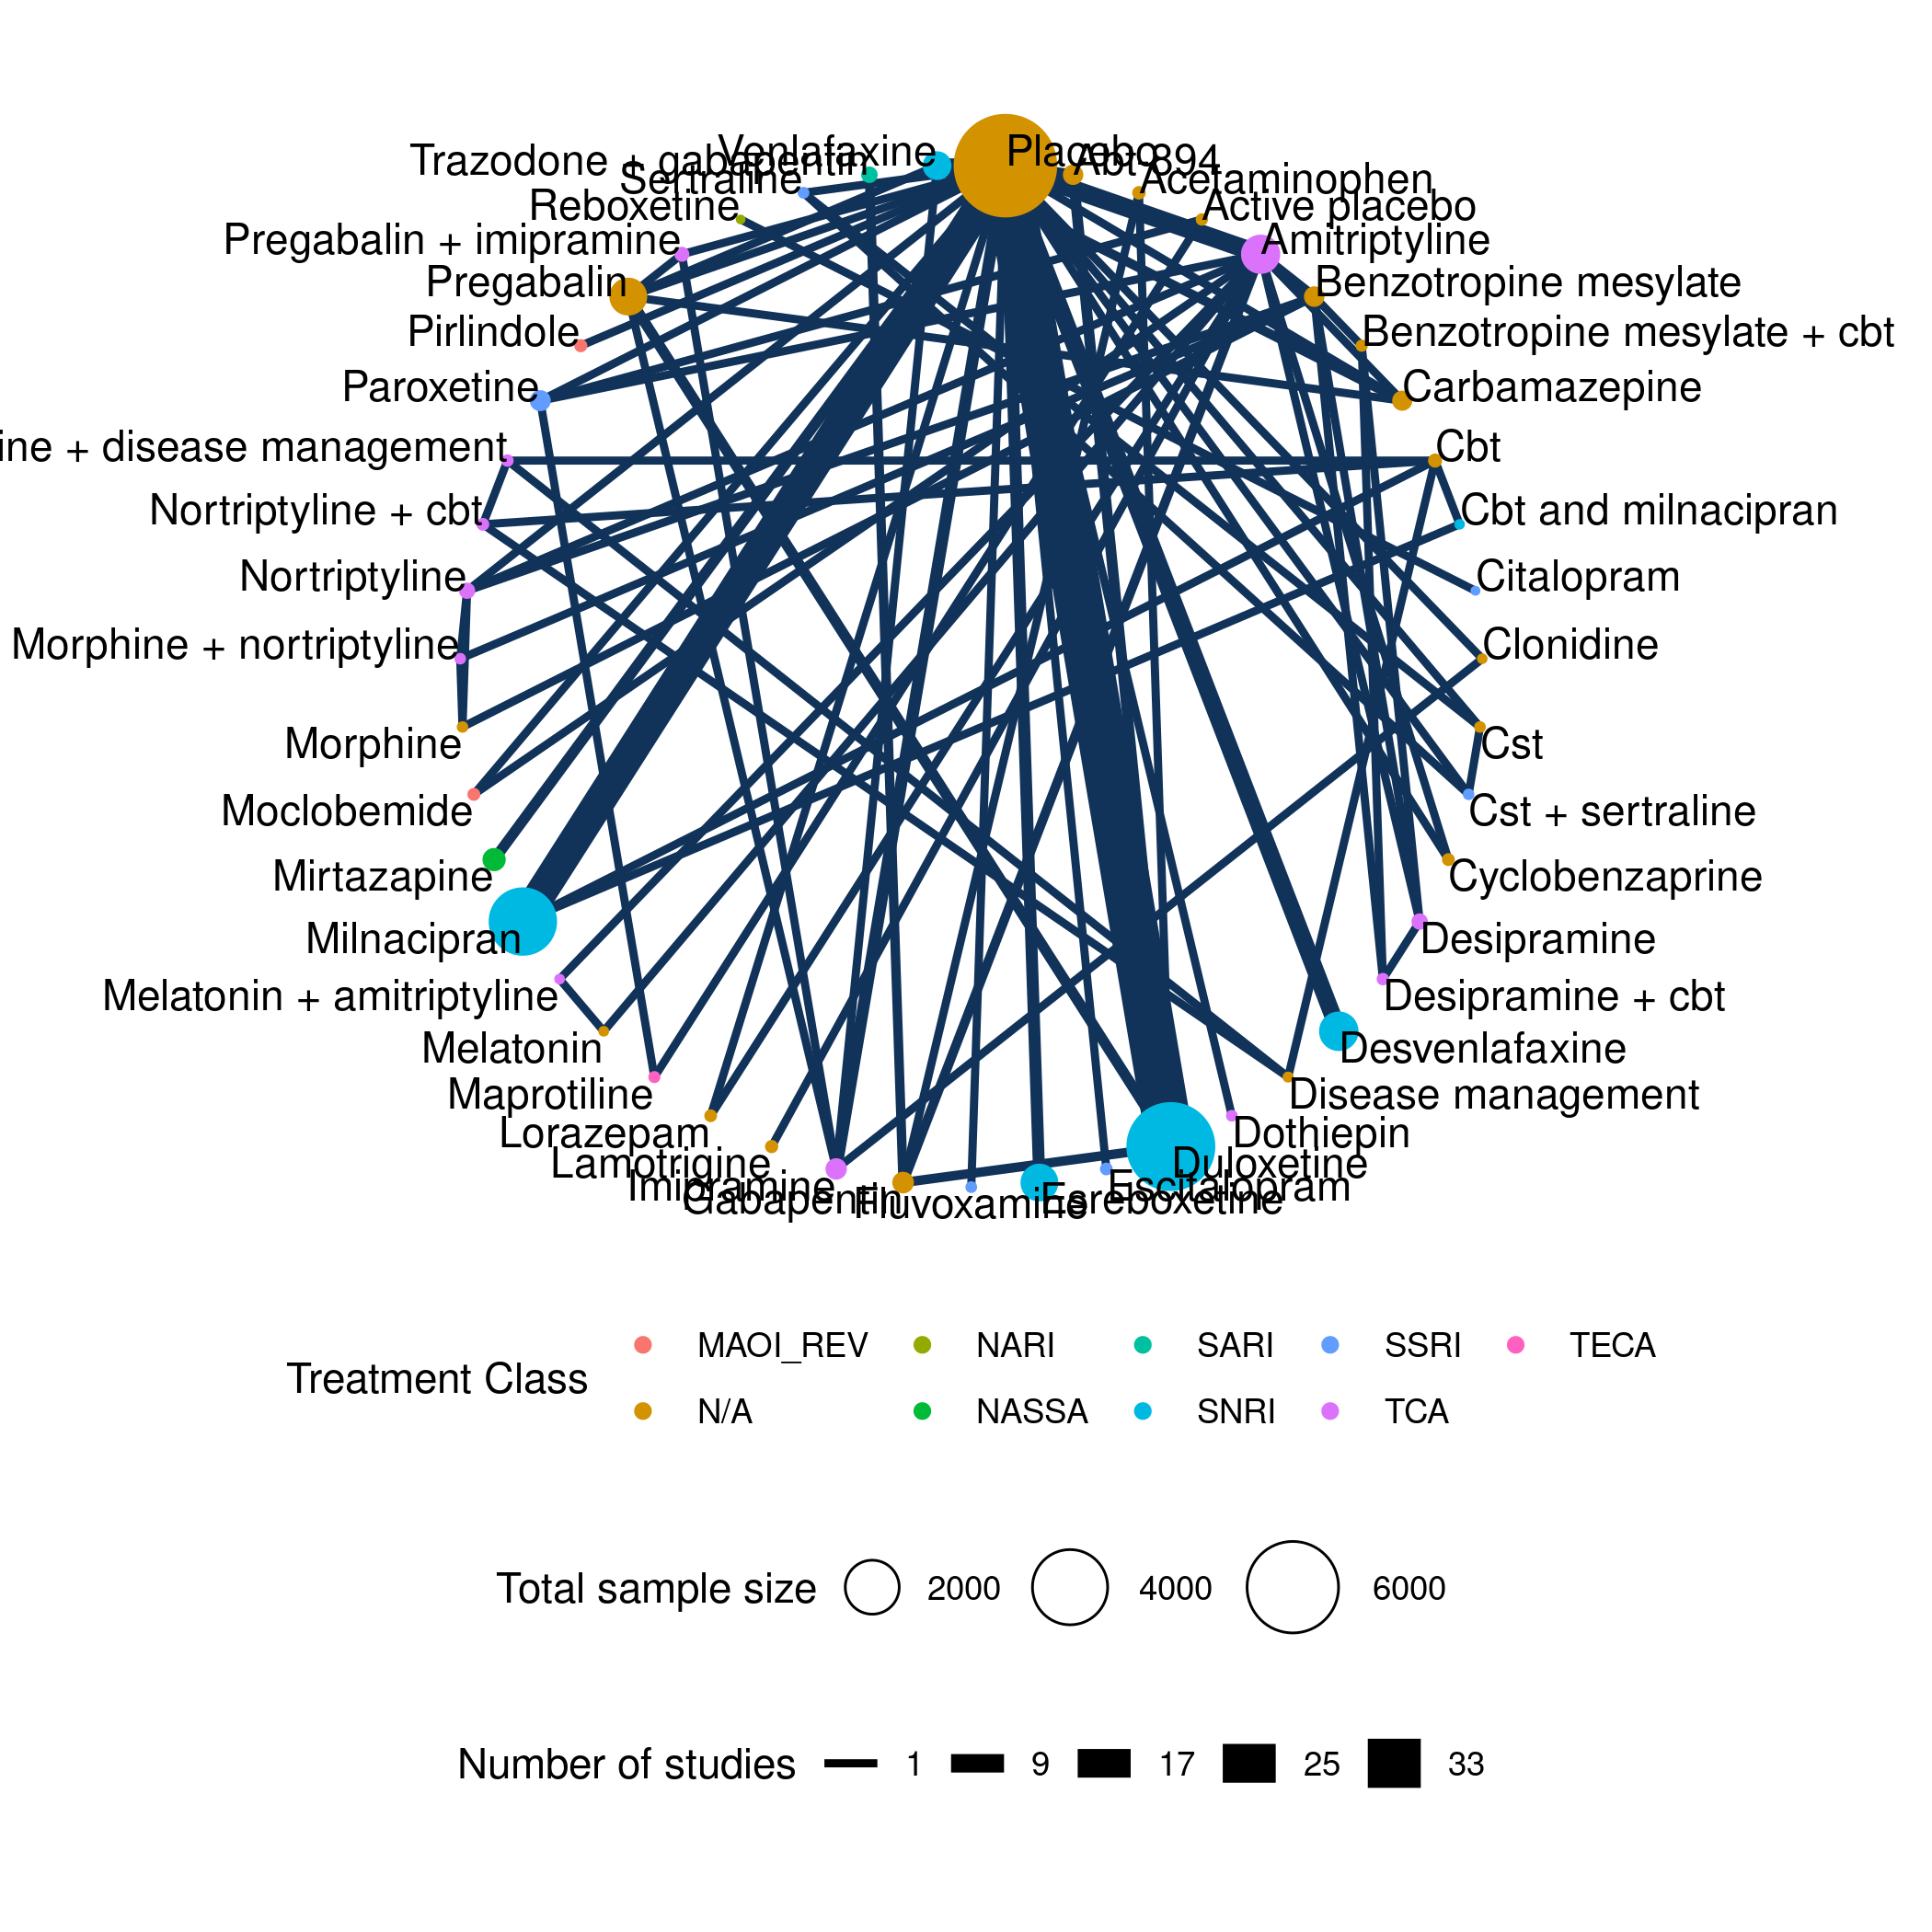 Venlafaxine
Placebo
Trazodone + gabapentin
Abt-894
Sertraline
Acetaminophen
Reboxetine
Active placebo
Pregabalin + imipramine
Amitriptyline
Pregabalin
Benzotropine mesylate
Pirlindole
Benzotropine mesylate + cbt
Paroxetine
Carbamazepine
ine + disease management
Cbt
Nortriptyline + cbt
Cbt and milnacipran
Nortriptyline
Citalopram
Morphine + nortriptyline
Clonidine
Morphine
Cst
Moclobemide
Cst + sertraline
Mirtazapine
Cyclobenzaprine
Milnacipran
Desipramine
Melatonin + amitriptyline
Desipramine + cbt
Melatonin
Desvenlafaxine
Maprotiline
Disease management
Lorazepam
Dothiepin
Lamotrigine
Duloxetine
Imipramine
Escitalopram
Gabapentin
Esreboxetine
Fluvoxamine
Treatment Class
MAOI_REV
NARI
SARI
SSRI
TECA
N/A
NASSA
SNRI
TCA
Total sample size 2000 4000 6000
Number of studies 1 9 17 25 33